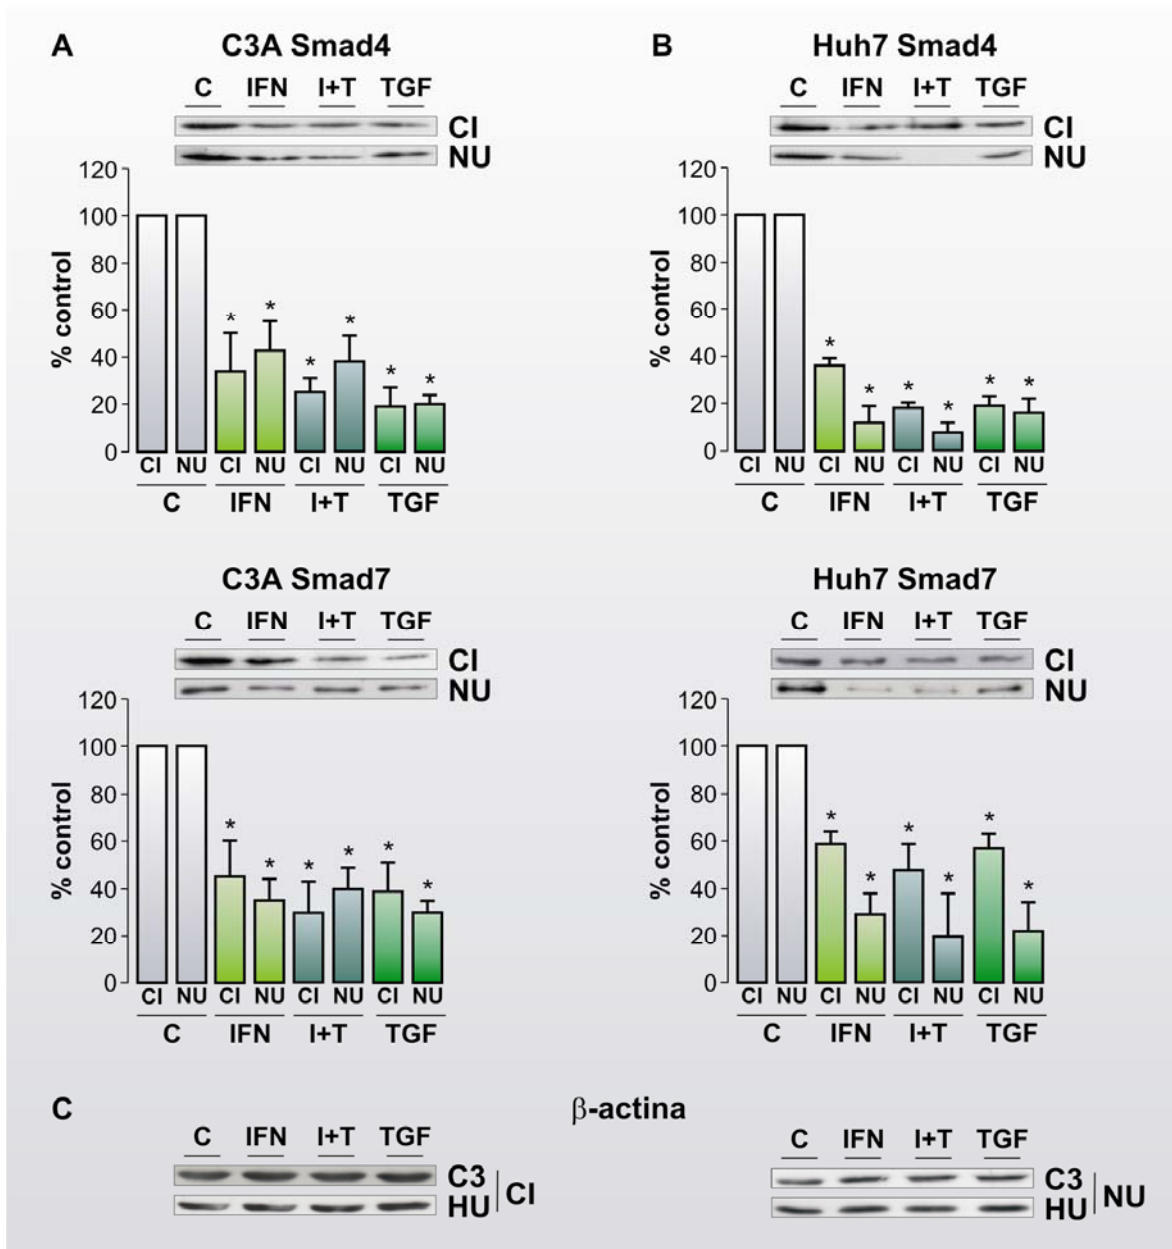 A C3A Smad4
C IFN I+T TGF
CI
NU
120
100
80
60
40
20
0
% control
* * * * * *
CI NU CI NU CI NU CI NU
C IFN I+T TGF
B Huh7 Smad4
C IFN I+T TGF
CI
NU
120
100
80
60
40
20
0
% control
* * * * * *
CI NU CI NU CI NU CI NU
C IFN I+T TGF
C3A Smad7
C IFN I+T TGF
CI
NU
120
100
80
60
40
20
0
% control
* * * * * *
CI NU CI NU CI NU CI NU
C IFN I+T TGF
Huh7 Smad7
C IFN I+T TGF
CI
NU
120
100
80
60
40
20
0
% control
* * * * * *
CI NU CI NU CI NU CI NU
C IFN I+T TGF
C β-actina
C IFN I+T TGF
C3
HU
CI
C IFN I+T TGF
C3
HU
NU